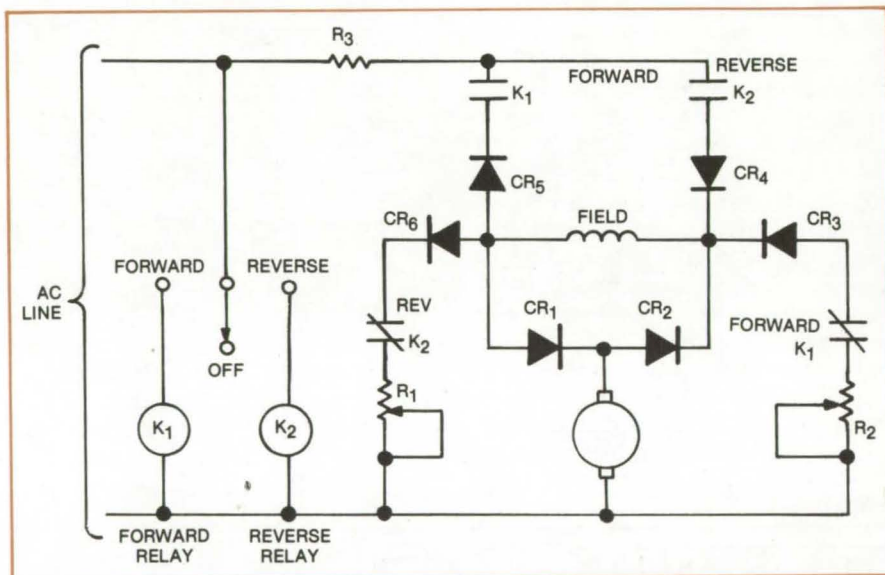 R3
FORWARD
REVERSE
K1
K2
CR5
CR4
CR6
FIELD
CR3
AC
LINE
FORWARD
REVERSE
REV
K2
CR1
CR2
FORWARD
K1
OFF
R1
R2
K1
K2
FORWARD
RELAY
REVERSE
RELAY